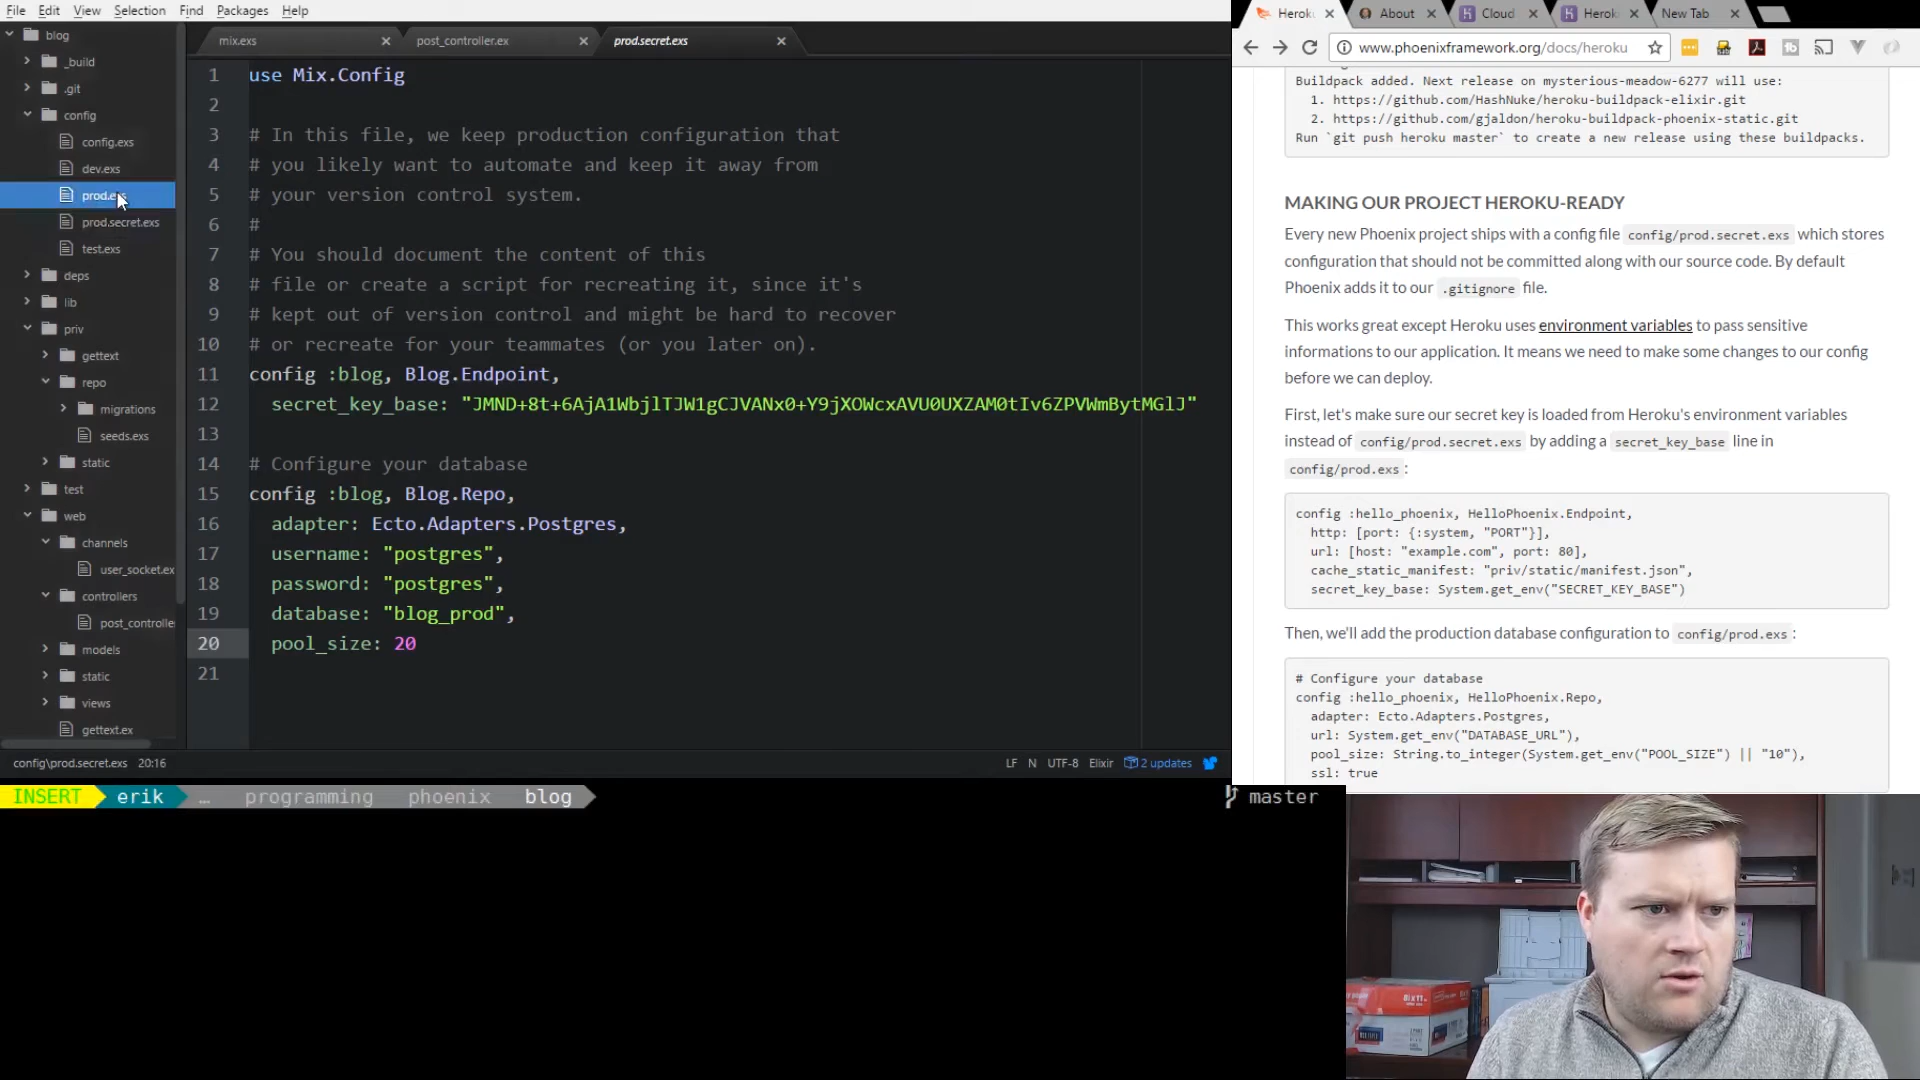 File Edit View Selection Find Packages Help
blog
_build
.git
config
config.exs
dev.exs
prod.exs
prod.secret.exs
test.exs
deps
lib
priv
gettext
repo
migrations
seeds.exs
static
test
web
channels
user_socket.ex
controllers
post_controlle
models
static
views
gettext.ex
mix.exs post_controller.ex prod.secret.exs
1 use Mix.Config
2
3 # In this file, we keep production configuration that
4 # you likely want to automate and keep it away from
5 # your version control system.
6 #
7 # You should document the content of this
8 # file or create a script for recreating it, since it's
9 # kept out of version control and might be hard to recover
10 # or recreate for your teammates (or you later on).
11 config :blog, Blog.Endpoint,
12 secret_key_base: "JMND+8t+6AjA1WbjlTJW1gCJVANx0+Y9jXOWcxAVU0UXZAM0tIv6ZPVWmBytMGlJ"
13
14 # Configure your database
15 config :blog, Blog.Repo,
16 adapter: Ecto.Adapters.Postgres,
17 username: "postgres",
18 password: "postgres",
19 database: "blog_prod",
20 pool_size: 20
21
config\prod.secret.exs 20:16 LF N UTF-8 Elixir 2 updates
INSERT erik … programming phoenix blog master
Heroku About Cloud Heroku New Tab
www.phoenixframework.org/docs/heroku
Buildpack added. Next release on mysterious-meadow-6277 will use:
1. https://github.com/HashNuke/heroku-buildpack-elixir.git
2. https://github.com/gjaldon/heroku-buildpack-phoenix-static.git
Run `git push heroku master` to create a new release using these buildpacks.
MAKING OUR PROJECT HEROKU-READY
Every new Phoenix project ships with a config file config/prod.secret.exs which stores
configuration that should not be committed along with our source code. By default
Phoenix adds it to our .gitignore file.
This works great except Heroku uses environment variables to pass sensitive
informations to our application. It means we need to make some changes to our config
before we can deploy.
First, let's make sure our secret key is loaded from Heroku's environment variables
instead of config/prod.secret.exs by adding a secret_key_base line in
config/prod.exs :
config :hello_phoenix, HelloPhoenix.Endpoint,
http: [port: {:system, "PORT"}],
url: [host: "example.com", port: 80],
cache_static_manifest: "priv/static/manifest.json",
secret_key_base: System.get_env("SECRET_KEY_BASE")
Then, we'll add the production database configuration to config/prod.exs :
# Configure your database
config :hello_phoenix, HelloPhoenix.Repo,
adapter: Ecto.Adapters.Postgres,
url: System.get_env("DATABASE_URL"),
pool_size: String.to_integer(System.get_env("POOL_SIZE") || "10"),
ssl: true